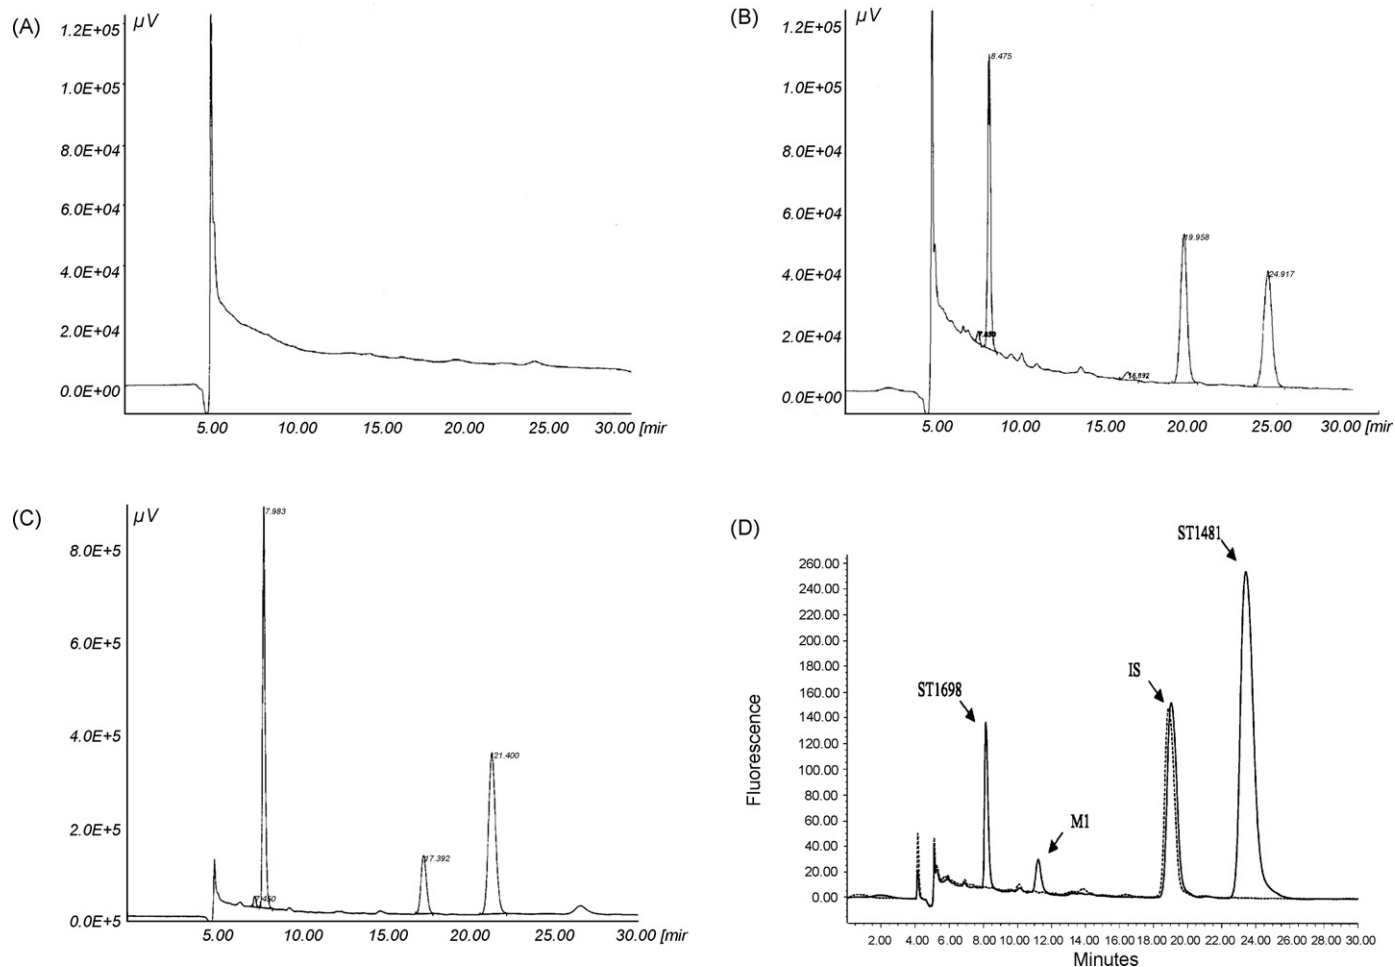 (A)
µV
1.2E+05
1.0E+05
8.0E+04
6.0E+04
4.0E+04
2.0E+04
0.0E+00
5.00 10.00 15.00 20.00 25.00 30.00 [mir
(B)
µV
1.2E+05
1.0E+05
8.0E+04
6.0E+04
4.0E+04
2.0E+04
0.0E+00
8.475
19.958
24.917
5.00 10.00 15.00 20.00 25.00 30.00 [mir
(C)
µV
8.0E+5
6.0E+5
4.0E+5
2.0E+5
0.0E+5
7.983
17.392
21.400
5.00 10.00 15.00 20.00 25.00 30.00 [mir
(D)
Fluorescence
260.00
240.00
220.00
200.00
180.00
160.00
140.00
120.00
100.00
80.00
60.00
40.00
20.00
0.00
ST1698
M1
IS
ST1481
2.00 4.00 6.00 8.00 10.00 12.00 14.00 16.00 18.00 20.00 22.00 24.00 26.00 28.00 30.00
Minutes